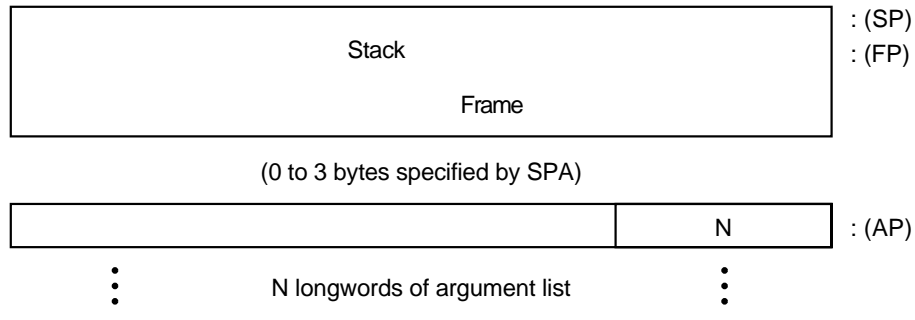 : (SP)
Stack : (FP)
Frame
(0 to 3 bytes specified by SPA)
N : (AP)
N longwords of argument list